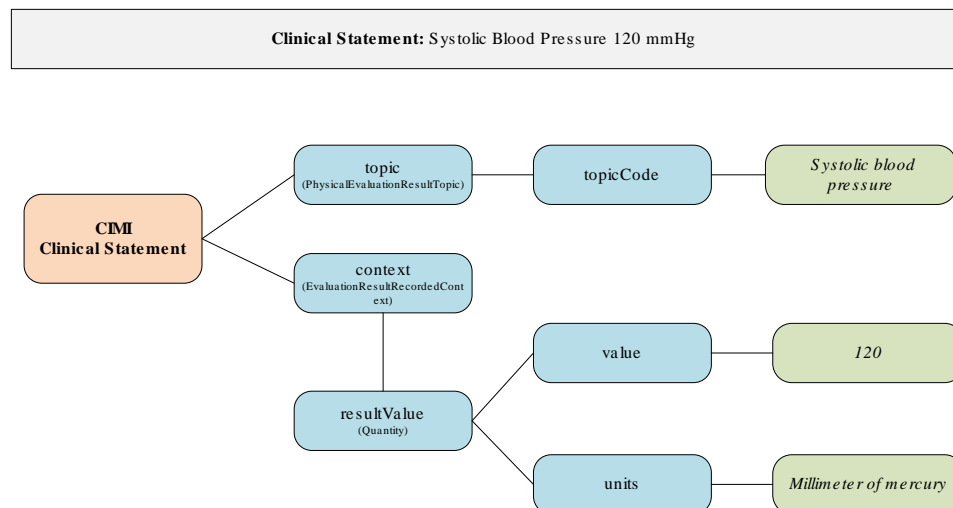 Clinical Statement: Systolic Blood Pressure 120 mmHg
topic
(PhysicalEvaluationResultTopic)
topicCode
Systolic blood
pressure
CIMI
Clinical Statement
context
(EvaluationResultRecordedCont
ext)
value
120
resultValue
(Quantity)
units
Millimeter of mercury